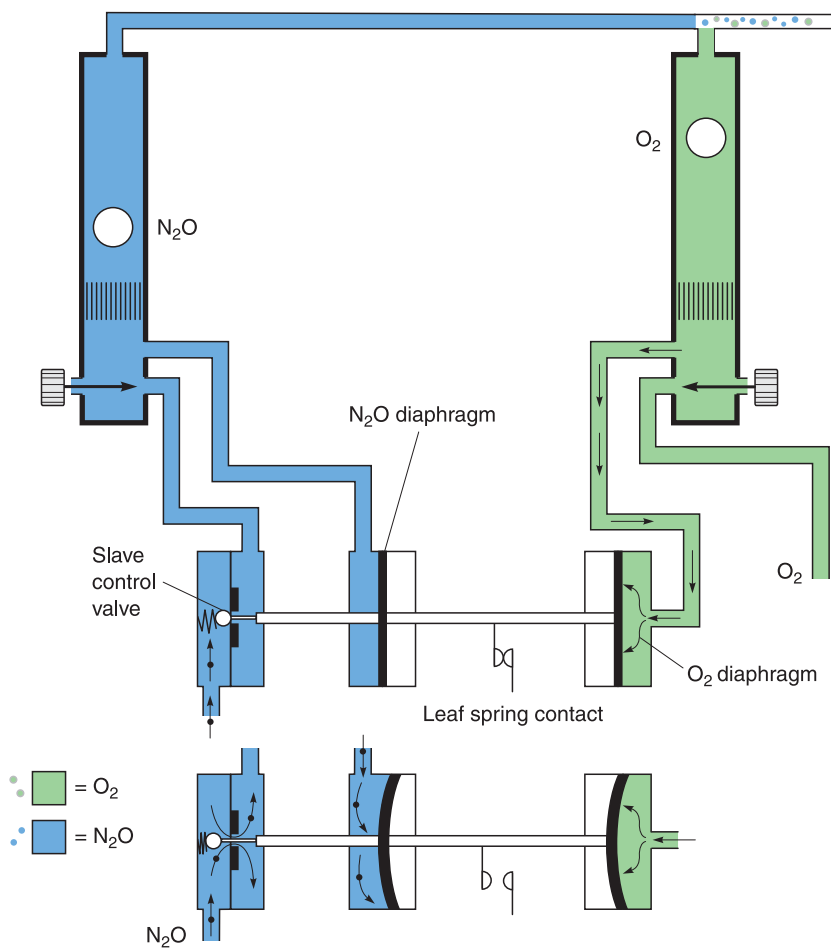 O₂
N₂O
N₂O diaphragm
Slave
control
valve
O₂
O₂ diaphragm
Leaf spring contact
= O₂
= N₂O
N₂O